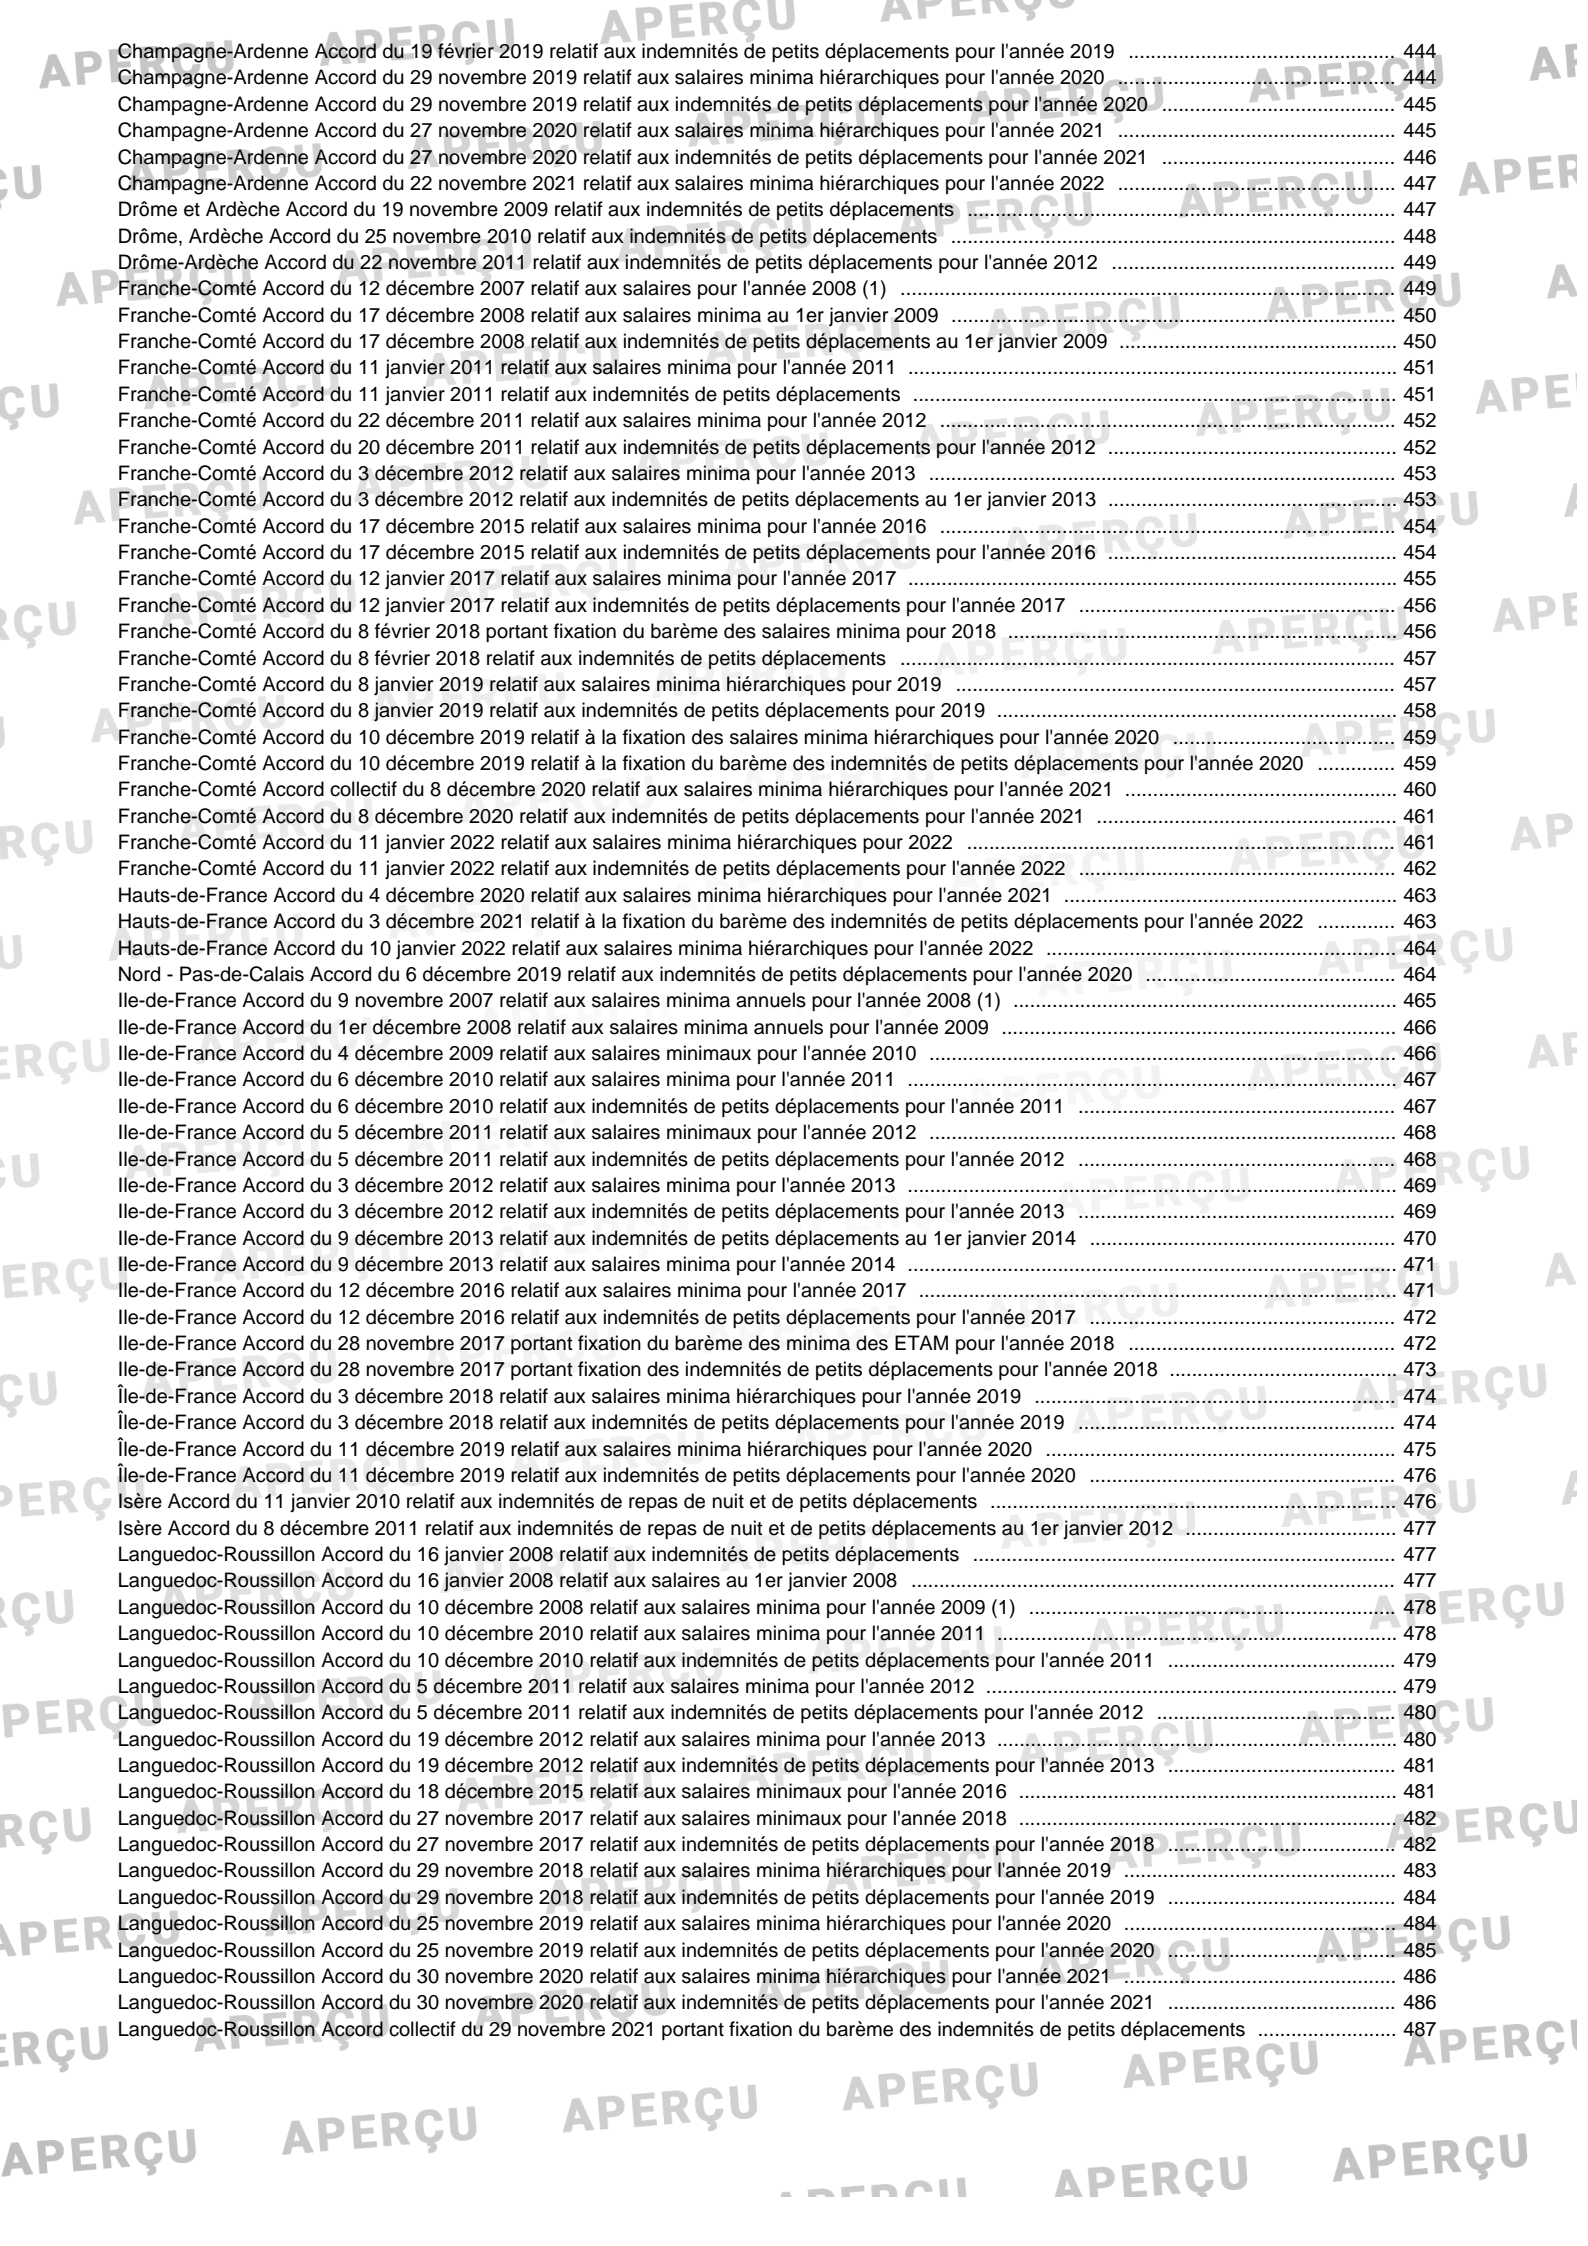 Champagne-Ardenne Accord du 19 février 2019 relatif aux indemnités de petits déplacements pour l'année 2019 ................ 444
Champagne-Ardenne Accord du 29 novembre 2019 relatif aux salaires minima hiérarchiques pour l'année 2020 ................ 444
Champagne-Ardenne Accord du 29 novembre 2019 relatif aux indemnités de petits déplacements pour l'année 2020 ................ 445
Champagne-Ardenne Accord du 27 novembre 2020 relatif aux salaires minima hiérarchiques pour l'année 2021 ................ 445
Champagne-Ardenne Accord du 27 novembre 2020 relatif aux indemnités de petits déplacements pour l'année 2021 ................ 446
Champagne-Ardenne Accord du 22 novembre 2021 relatif aux salaires minima hiérarchiques pour l'année 2022 ................ 447
Drôme et Ardèche Accord du 19 novembre 2009 relatif aux indemnités de petits déplacements ................ 447
Drôme, Ardèche Accord du 25 novembre 2010 relatif aux indemnités de petits déplacements ................ 448
Drôme-Ardèche Accord du 22 novembre 2011 relatif aux indemnités de petits déplacements pour l'année 2012 ................ 449
Franche-Comté Accord du 12 décembre 2007 relatif aux salaires pour l'année 2008 (1) ................ 449
Franche-Comté Accord du 17 décembre 2008 relatif aux salaires minima au 1er janvier 2009 ................ 450
Franche-Comté Accord du 17 décembre 2008 relatif aux indemnités de petits déplacements au 1er janvier 2009 ................ 450
Franche-Comté Accord du 11 janvier 2011 relatif aux salaires minima pour l'année 2011 ................ 451
Franche-Comté Accord du 11 janvier 2011 relatif aux indemnités de petits déplacements ................ 451
Franche-Comté Accord du 22 décembre 2011 relatif aux salaires minima pour l'année 2012 ................ 452
Franche-Comté Accord du 20 décembre 2011 relatif aux indemnités de petits déplacements pour l'année 2012 ................ 452
Franche-Comté Accord du 3 décembre 2012 relatif aux salaires minima pour l'année 2013 ................ 453
Franche-Comté Accord du 3 décembre 2012 relatif aux indemnités de petits déplacements au 1er janvier 2013 ................ 453
Franche-Comté Accord du 17 décembre 2015 relatif aux salaires minima pour l'année 2016 ................ 454
Franche-Comté Accord du 17 décembre 2015 relatif aux indemnités de petits déplacements pour l'année 2016 ................ 454
Franche-Comté Accord du 12 janvier 2017 relatif aux salaires minima pour l'année 2017 ................ 455
Franche-Comté Accord du 12 janvier 2017 relatif aux indemnités de petits déplacements pour l'année 2017 ................ 456
Franche-Comté Accord du 8 février 2018 portant fixation du barème des salaires minima pour 2018 ................ 456
Franche-Comté Accord du 8 février 2018 relatif aux indemnités de petits déplacements ................ 457
Franche-Comté Accord du 8 janvier 2019 relatif aux salaires minima hiérarchiques pour 2019 ................ 457
Franche-Comté Accord du 8 janvier 2019 relatif aux indemnités de petits déplacements pour 2019 ................ 458
Franche-Comté Accord du 10 décembre 2019 relatif à la fixation des salaires minima hiérarchiques pour l'année 2020 ................ 459
Franche-Comté Accord du 10 décembre 2019 relatif à la fixation du barème des indemnités de petits déplacements pour l'année 2020 .............. 459
Franche-Comté Accord collectif du 8 décembre 2020 relatif aux salaires minima hiérarchiques pour l'année 2021 ................ 460
Franche-Comté Accord du 8 décembre 2020 relatif aux indemnités de petits déplacements pour l'année 2021 ................ 461
Franche-Comté Accord du 11 janvier 2022 relatif aux salaires minima hiérarchiques pour 2022 ................ 461
Franche-Comté Accord du 11 janvier 2022 relatif aux indemnités de petits déplacements pour l'année 2022 ................ 462
Hauts-de-France Accord du 4 décembre 2020 relatif aux salaires minima hiérarchiques pour l'année 2021 ................ 463
Hauts-de-France Accord du 3 décembre 2021 relatif à la fixation du barème des indemnités de petits déplacements pour l'année 2022 .............. 463
Hauts-de-France Accord du 10 janvier 2022 relatif aux salaires minima hiérarchiques pour l'année 2022 ................ 464
Nord - Pas-de-Calais Accord du 6 décembre 2019 relatif aux indemnités de petits déplacements pour l'année 2020 ................ 464
Ile-de-France Accord du 9 novembre 2007 relatif aux salaires minima annuels pour l'année 2008 (1) ................ 465
Ile-de-France Accord du 1er décembre 2008 relatif aux salaires minima annuels pour l'année 2009 ................ 466
Ile-de-France Accord du 4 décembre 2009 relatif aux salaires minimaux pour l'année 2010 ................ 466
Ile-de-France Accord du 6 décembre 2010 relatif aux salaires minima pour l'année 2011 ................ 467
Ile-de-France Accord du 6 décembre 2010 relatif aux indemnités de petits déplacements pour l'année 2011 ................ 467
Ile-de-France Accord du 5 décembre 2011 relatif aux salaires minimaux pour l'année 2012 ................ 468
Ile-de-France Accord du 5 décembre 2011 relatif aux indemnités de petits déplacements pour l'année 2012 ................ 468
Ile-de-France Accord du 3 décembre 2012 relatif aux salaires minima pour l'année 2013 ................ 469
Ile-de-France Accord du 3 décembre 2012 relatif aux indemnités de petits déplacements pour l'année 2013 ................ 469
Ile-de-France Accord du 9 décembre 2013 relatif aux indemnités de petits déplacements au 1er janvier 2014 ................ 470
Ile-de-France Accord du 9 décembre 2013 relatif aux salaires minima pour l'année 2014 ................ 471
Ile-de-France Accord du 12 décembre 2016 relatif aux salaires minima pour l'année 2017 ................ 471
Ile-de-France Accord du 12 décembre 2016 relatif aux indemnités de petits déplacements pour l'année 2017 ................ 472
Ile-de-France Accord du 28 novembre 2017 portant fixation du barème des minima des ETAM pour l'année 2018 ................ 472
Ile-de-France Accord du 28 novembre 2017 portant fixation des indemnités de petits déplacements pour l'année 2018 ................ 473
Île-de-France Accord du 3 décembre 2018 relatif aux salaires minima hiérarchiques pour l'année 2019 ................ 474
Île-de-France Accord du 3 décembre 2018 relatif aux indemnités de petits déplacements pour l'année 2019 ................ 474
Île-de-France Accord du 11 décembre 2019 relatif aux salaires minima hiérarchiques pour l'année 2020 ................ 475
Île-de-France Accord du 11 décembre 2019 relatif aux indemnités de petits déplacements pour l'année 2020 ................ 476
Isère Accord du 11 janvier 2010 relatif aux indemnités de repas de nuit et de petits déplacements ................ 476
Isère Accord du 8 décembre 2011 relatif aux indemnités de repas de nuit et de petits déplacements au 1er janvier 2012 ................ 477
Languedoc-Roussillon Accord du 16 janvier 2008 relatif aux indemnités de petits déplacements ................ 477
Languedoc-Roussillon Accord du 16 janvier 2008 relatif aux salaires au 1er janvier 2008 ................ 477
Languedoc-Roussillon Accord du 10 décembre 2008 relatif aux salaires minima pour l'année 2009 (1) ................ 478
Languedoc-Roussillon Accord du 10 décembre 2010 relatif aux salaires minima pour l'année 2011 ................ 478
Languedoc-Roussillon Accord du 10 décembre 2010 relatif aux indemnités de petits déplacements pour l'année 2011 ................ 479
Languedoc-Roussillon Accord du 5 décembre 2011 relatif aux salaires minima pour l'année 2012 ................ 479
Languedoc-Roussillon Accord du 5 décembre 2011 relatif aux indemnités de petits déplacements pour l'année 2012 ................ 480
Languedoc-Roussillon Accord du 19 décembre 2012 relatif aux salaires minima pour l'année 2013 ................ 480
Languedoc-Roussillon Accord du 19 décembre 2012 relatif aux indemnités de petits déplacements pour l'année 2013 ................ 481
Languedoc-Roussillon Accord du 18 décembre 2015 relatif aux salaires minimaux pour l'année 2016 ................ 481
Languedoc-Roussillon Accord du 27 novembre 2017 relatif aux salaires minimaux pour l'année 2018 ................ 482
Languedoc-Roussillon Accord du 27 novembre 2017 relatif aux indemnités de petits déplacements pour l'année 2018 ................ 482
Languedoc-Roussillon Accord du 29 novembre 2018 relatif aux salaires minima hiérarchiques pour l'année 2019 ................ 483
Languedoc-Roussillon Accord du 29 novembre 2018 relatif aux indemnités de petits déplacements pour l'année 2019 ................ 484
Languedoc-Roussillon Accord du 25 novembre 2019 relatif aux salaires minima hiérarchiques pour l'année 2020 ................ 484
Languedoc-Roussillon Accord du 25 novembre 2019 relatif aux indemnités de petits déplacements pour l'année 2020 ................ 485
Languedoc-Roussillon Accord du 30 novembre 2020 relatif aux salaires minima hiérarchiques pour l'année 2021 ................ 486
Languedoc-Roussillon Accord du 30 novembre 2020 relatif aux indemnités de petits déplacements pour l'année 2021 ................ 486
Languedoc-Roussillon Accord collectif du 29 novembre 2021 portant fixation du barème des indemnités de petits déplacements ................ 487
APERÇU APERÇU APERÇU APERÇU APERÇU
APERÇU APERÇU APERÇU